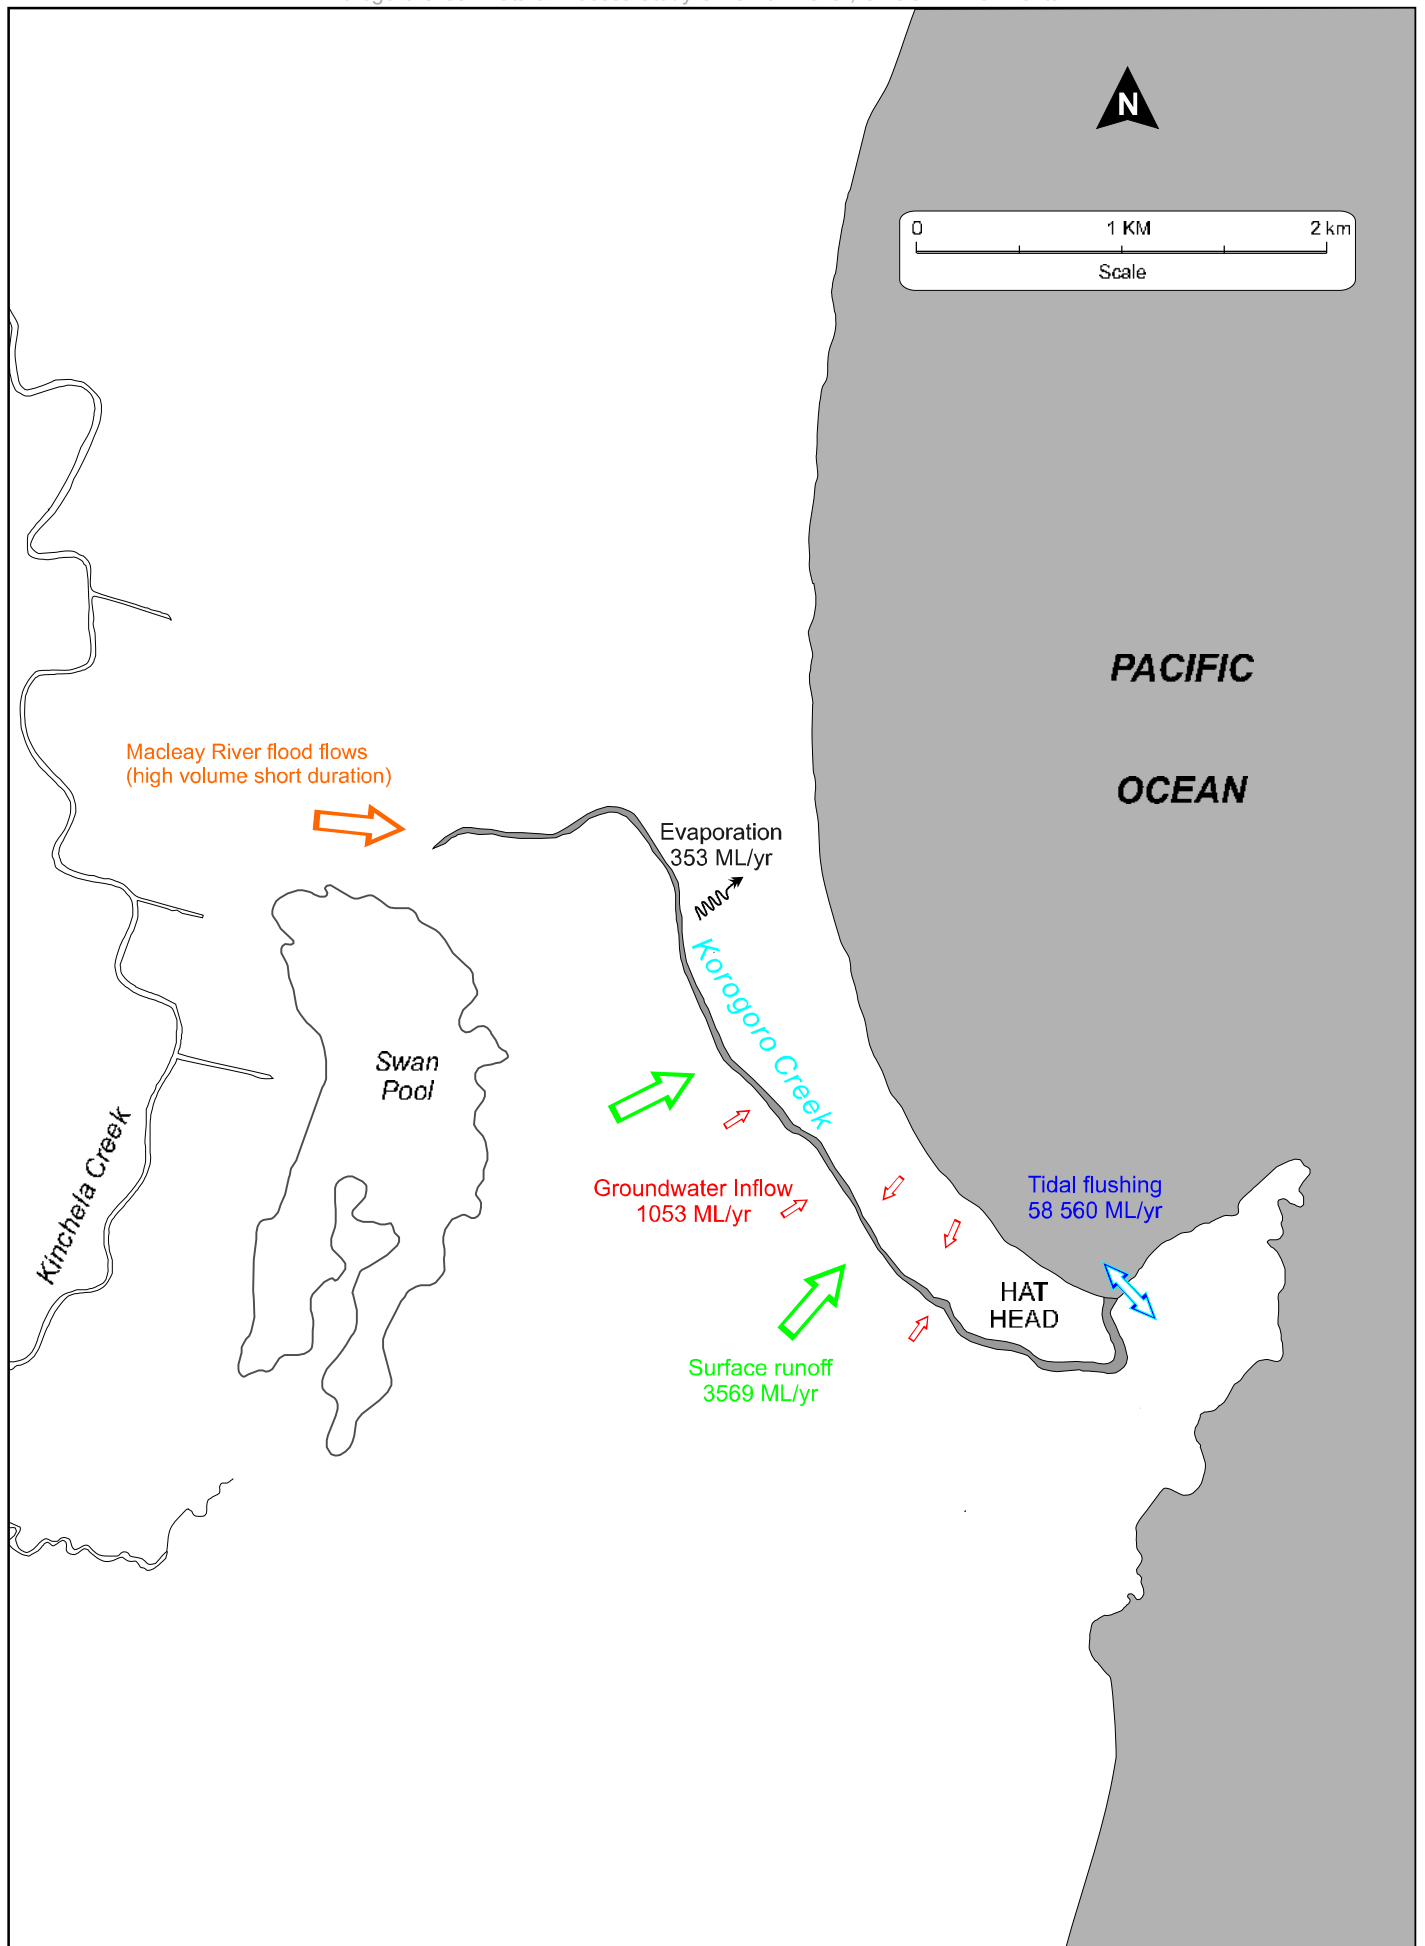 N
0 1 KM 2 km
Scale
PACIFIC
OCEAN
Macleay River flood flows
(high volume short duration)
Evaporation
353 ML/yr
Korogoro Creek
Swan
Pool
Kinchela Creek
Groundwater Inflow
1053 ML/yr
Tidal flushing
58 560 ML/yr
HAT
HEAD
Surface runoff
3569 ML/yr